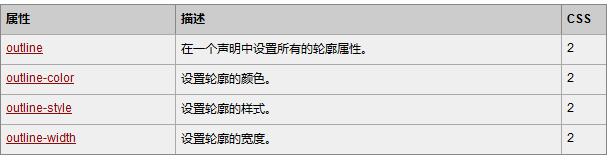 属性 描述 CSS
outline 在一个声明中设置所有的轮廓属性。 2
outline-color 设置轮廓的颜色。 2
outline-style 设置轮廓的样式。 2
outline-width 设置轮廓的宽度。 2